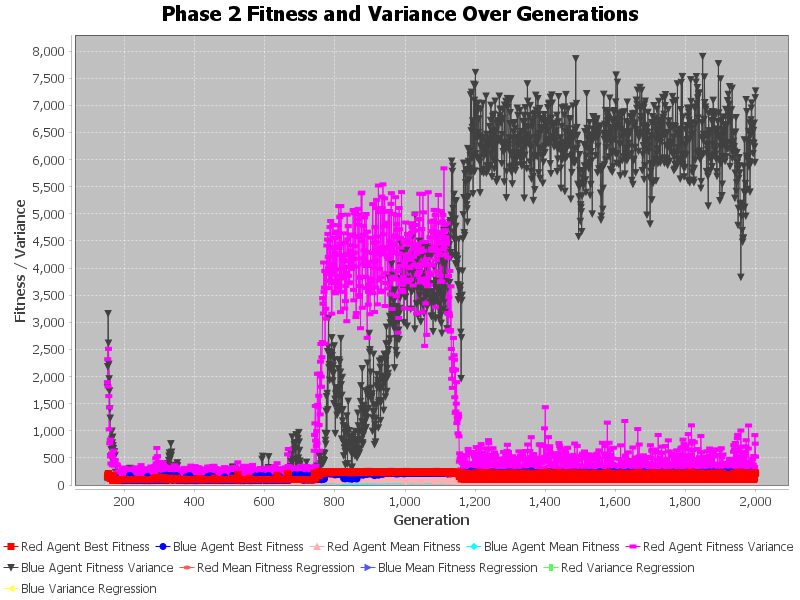 Phase 2 Fitness and Variance Over Generations
8,000
7,500
7,000
6,500
6,000
5,500
5,000
4,500
4,000
3,500
3,000
2,500
2,000
1,500
1,000
500
0
Fitness / Variance
200 400 600 800 1,000 1,200 1,400 1,600 1,800 2,000
Generation
Red Agent Best Fitness Blue Agent Best Fitness Red Agent Mean Fitness Blue Agent Mean Fitness Red Agent Fitness Variance
Blue Agent Fitness Variance Red Mean Fitness Regression Blue Mean Fitness Regression Red Variance Regression
Blue Variance Regression